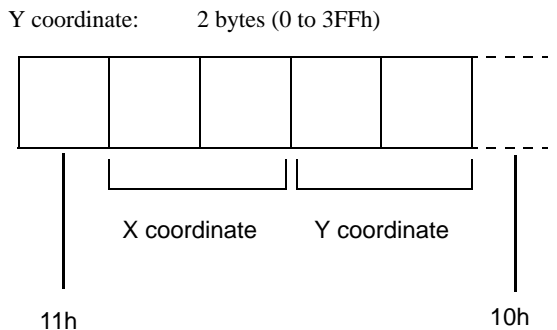 Y coordinate: 2 bytes (0 to 3FFh)
X coordinate Y coordinate
11h 10h